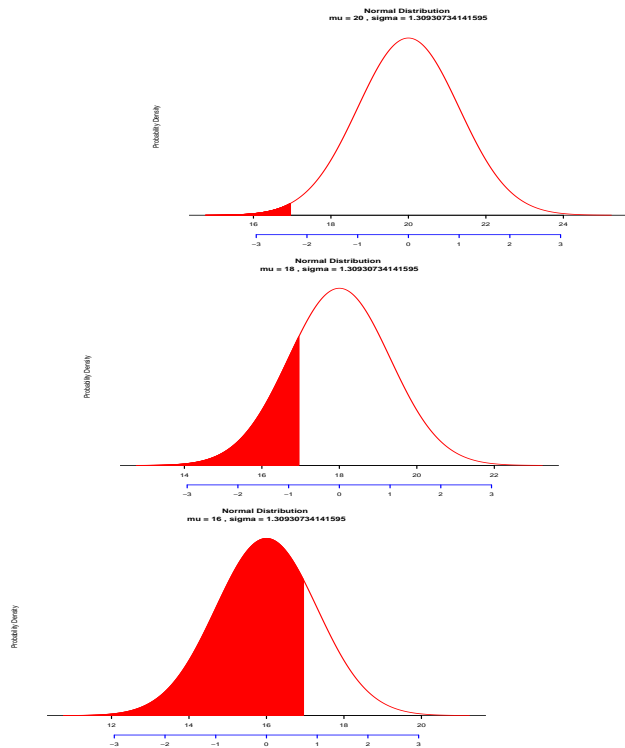 Normal Distribution
mu = 20 , sigma = 1.30930734141595
Probability Density
16 18 20 22 24
−3 −2 −1 0 1 2 3
Normal Distribution
mu = 18 , sigma = 1.30930734141595
Probability Density
14 16 18 20 22
−3 −2 −1 0 1 2 3
Normal Distribution
mu = 16 , sigma = 1.30930734141595
Probability Density
12 14 16 18 20
−3 −2 −1 0 1 2 3